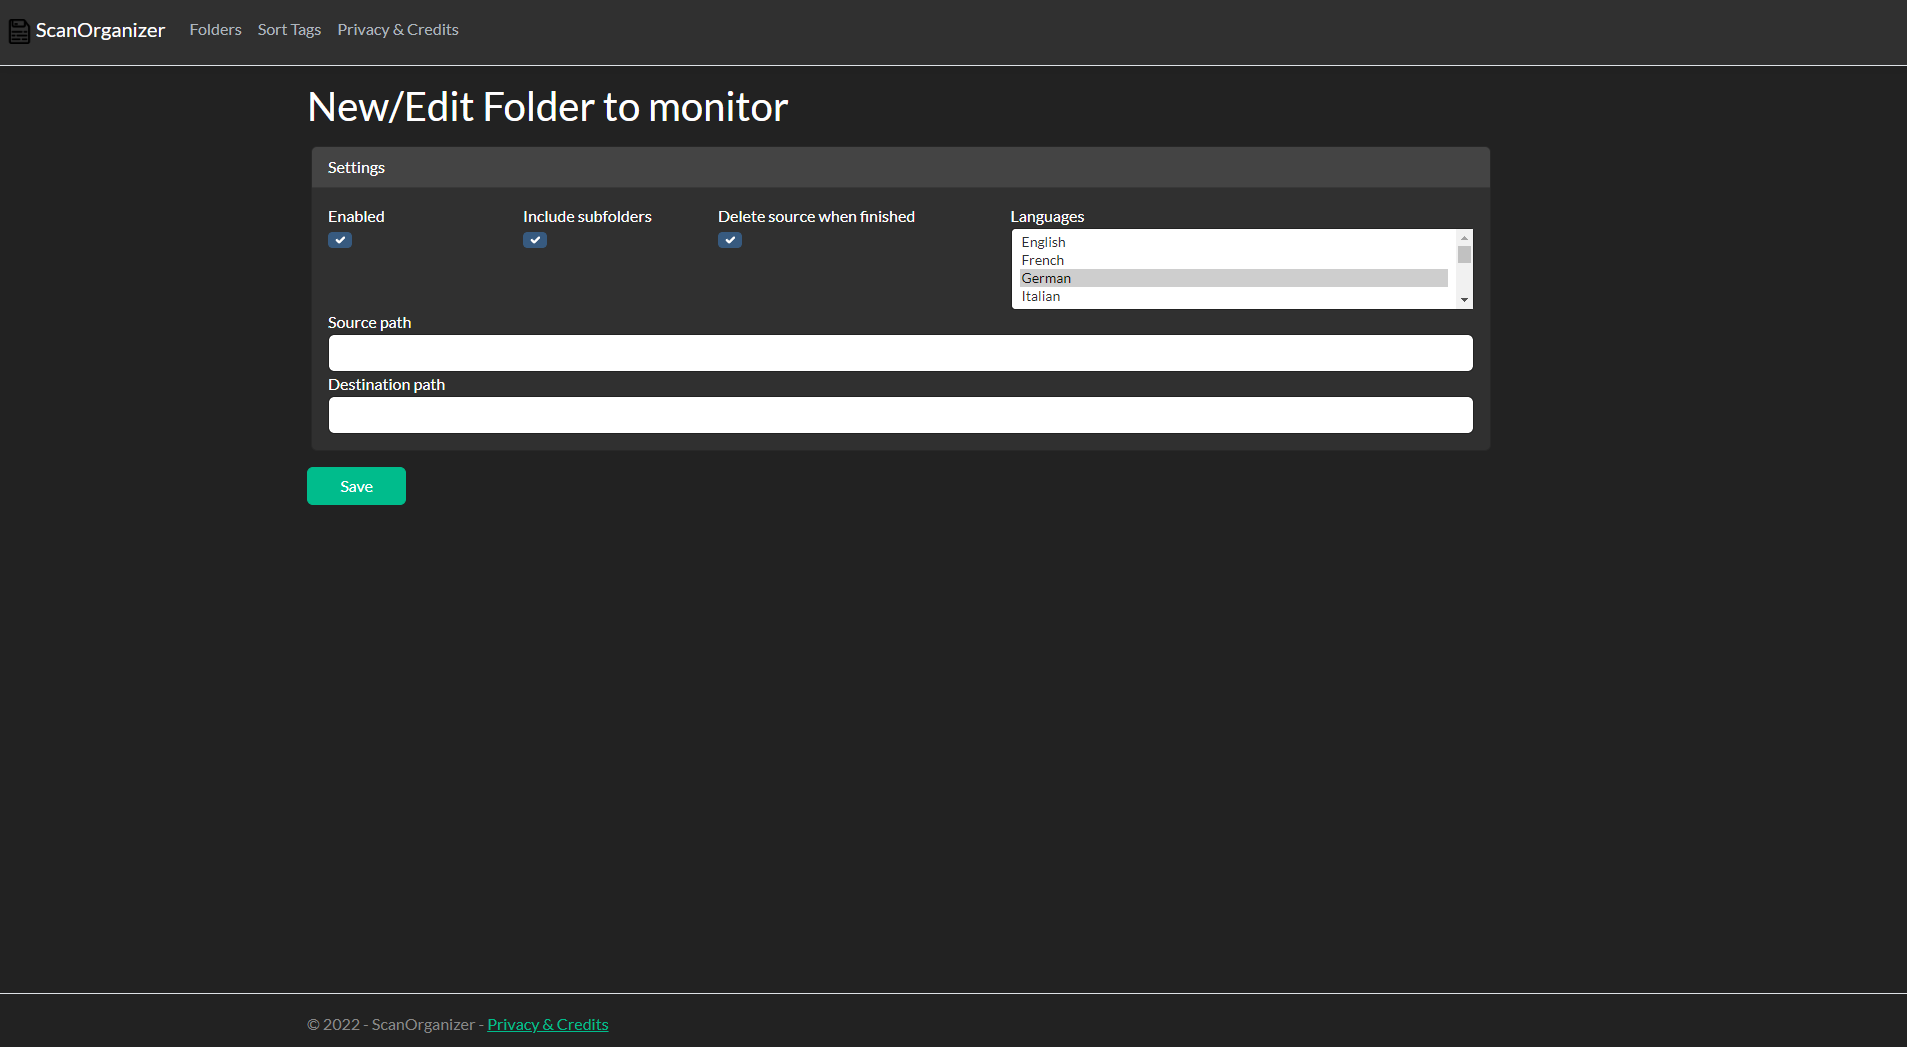 ScanOrganizer Folders Sort Tags Privacy & Credits
New/Edit Folder to monitor
Settings
Enabled Include subfolders Delete source when finished Languages
English
French
German
Italian
Source path
Destination path
Save
© 2022 - ScanOrganizer - Privacy & Credits